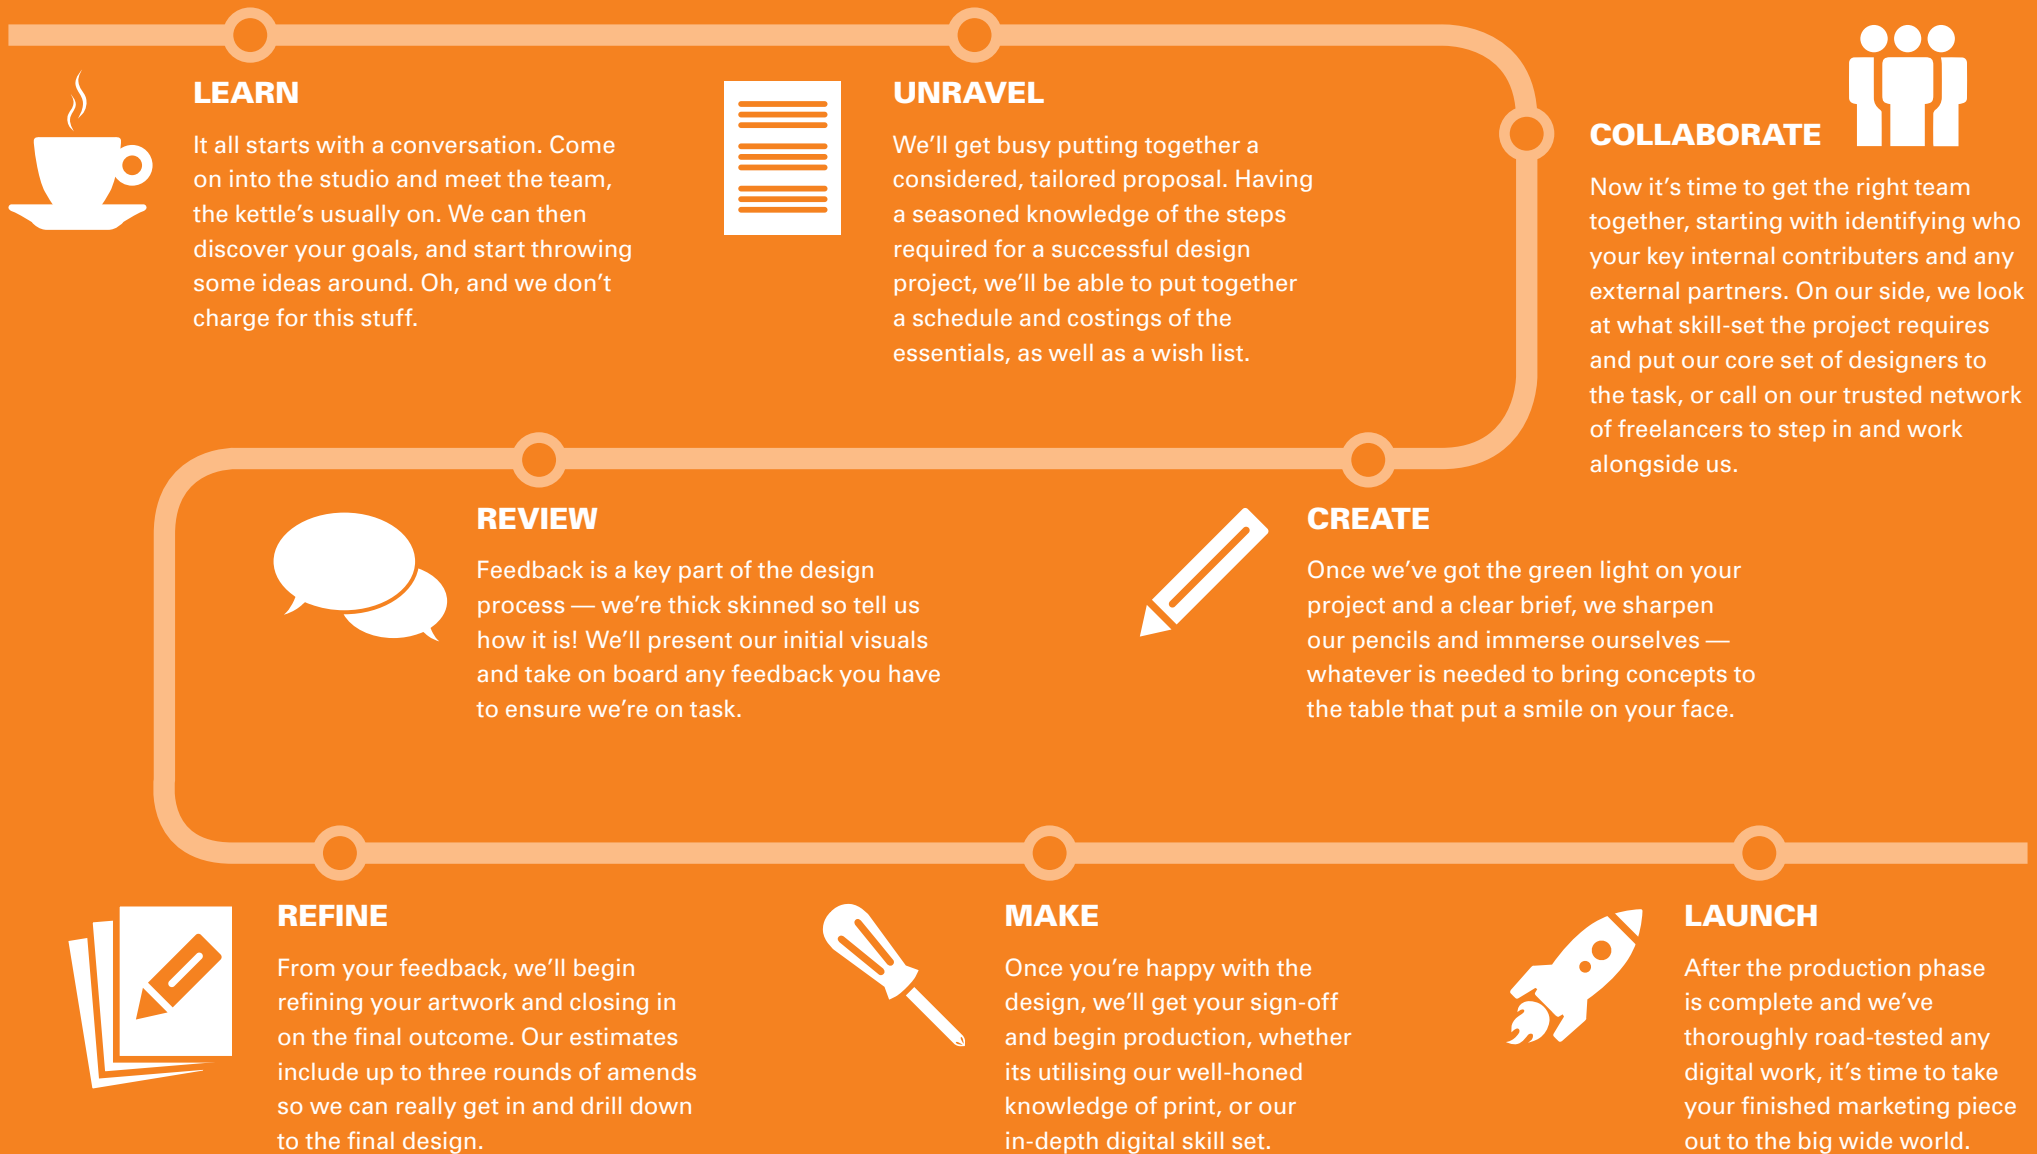 LEARN
It all starts with a conversation. Come
on into the studio and meet the team,
the kettle’s usually on. We can then
discover your goals, and start throwing
some ideas around. Oh, and we don’t
charge for this stuff.
UNRAVEL
We’ll get busy putting together a
considered, tailored proposal. Having
a seasoned knowledge of the steps
required for a successful design
project, we’ll be able to put together
a schedule and costings of the
essentials, as well as a wish list.
COLLABORATE
Now it’s time to get the right team
together, starting with identifying who
your key internal contributers and any
external partners. On our side, we look
at what skill-set the project requires
and put our core set of designers to
the task, or call on our trusted network
of freelancers to step in and work
alongside us.
CREATE
Once we’ve got the green light on your
project and a clear brief, we sharpen
our pencils and immerse ourselves —
whatever is needed to bring concepts to
the table that put a smile on your face.
REVIEW
Feedback is a key part of the design
process — we’re thick skinned so tell us
how it is! We’ll present our initial visuals
and take on board any feedback you have
to ensure we’re on task.
REFINE
From your feedback, we’ll begin
refining your artwork and closing in
on the final outcome. Our estimates
include up to three rounds of amends
so we can really get in and drill down
to the final design.
MAKE
Once you’re happy with the
design, we’ll get your sign-off
and begin production, whether
its utilising our well-honed
knowledge of print, or our
in-depth digital skill set.
LAUNCH
After the production phase
is complete and we’ve
thoroughly road-tested any
digital work, it’s time to take
your finished marketing piece
out to the big wide world.